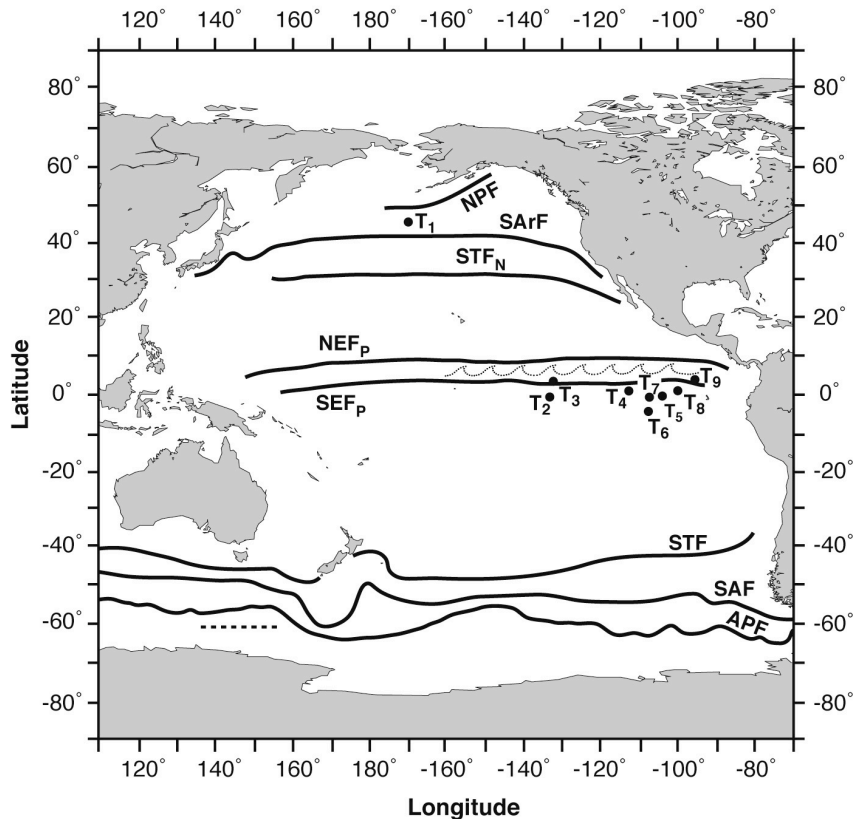 120° 140° 160° 180° -160° -140° -120° -100° -80°
80° 80°
60° 60°
NPF
T1 SArF
40° 40°
STFN
20° 20°
NEFP
T7 T9
0° 0°
SEFP T2 T3 T4 T5 T8
T6
-20° -20°
-40° STF -40°
SAF
-60° APF -60°
-80° -80°
120° 140° 160° 180° -160° -140° -120° -100° -80°
Latitude
Longitude